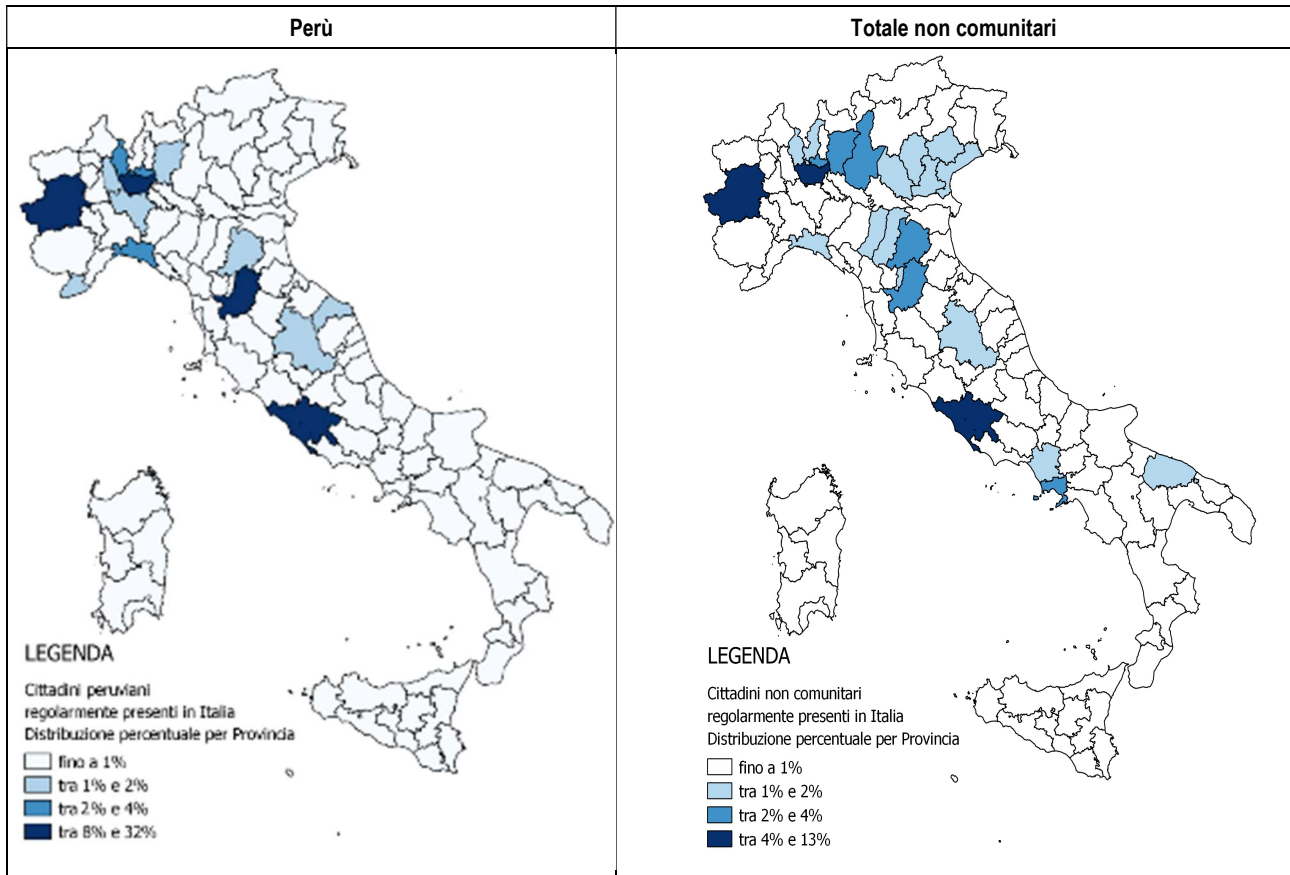 Perù
Totale non comunitari
LEGENDA
Cittadini peruviani
regolarmente presenti in Italia
Distribuzione percentuale per Provincia
fino a 1%
tra 1% e 2%
tra 2% e 4%
tra 8% e 32%
LEGENDA
Cittadini non comunitari
regolarmente presenti in Italia
Distribuzione percentuale per Provincia
fino a 1%
tra 1% e 2%
tra 2% e 4%
tra 4% e 13%